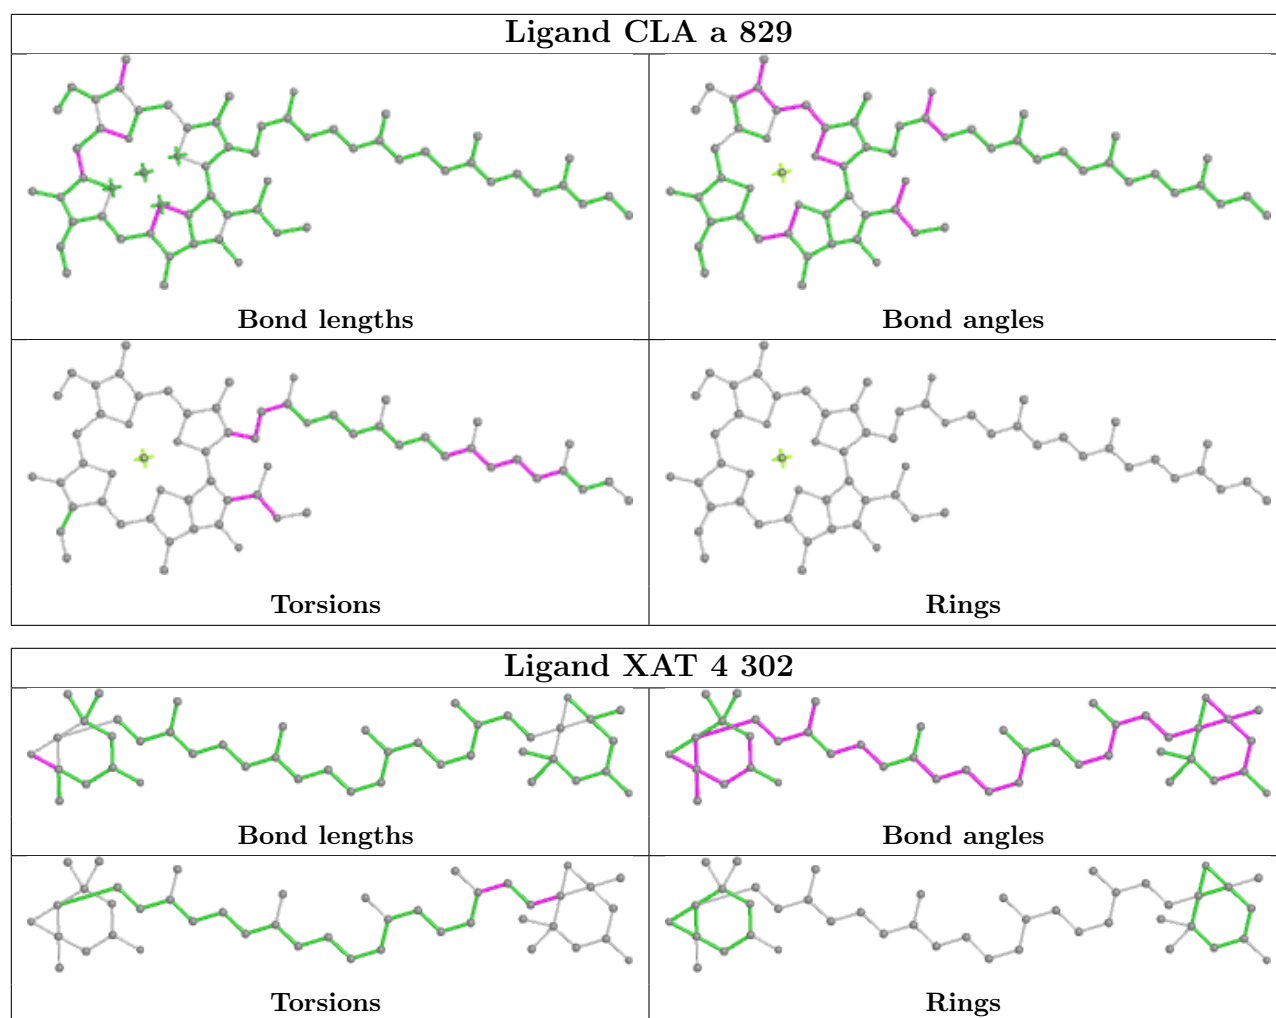 Ligand CLA a 829
Bond lengths
Bond angles
Torsions
Rings
Ligand XAT 4 302
Bond lengths
Bond angles
Torsions
Rings